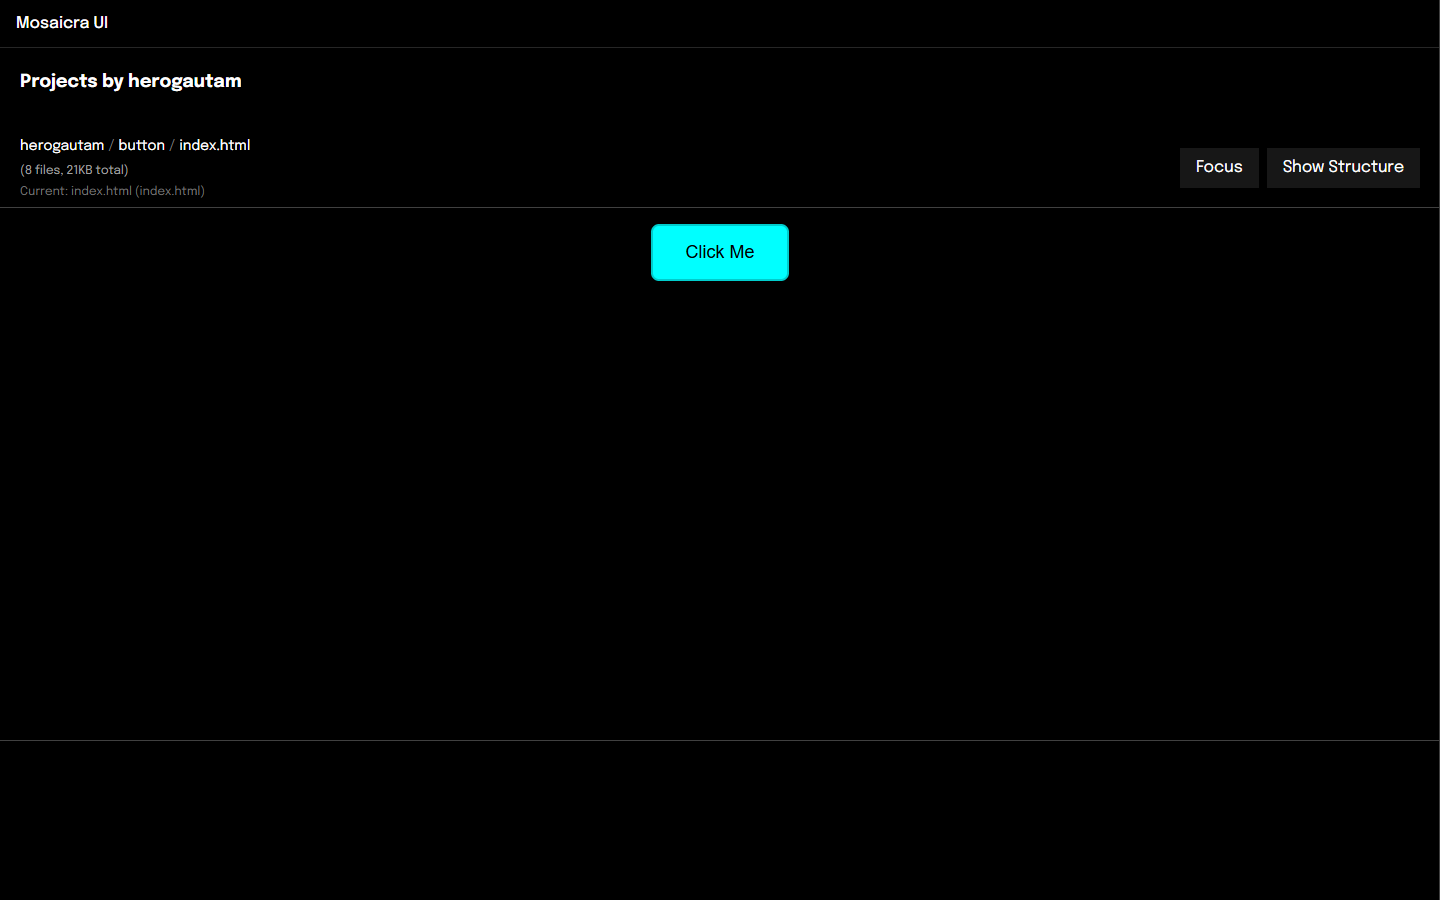 Mosaicra UI
Projects by herogautam
herogautam / button / index.html
(8 files, 21KB total)
Current: index.html (index.html)
Focus
Show Structure
Click Me